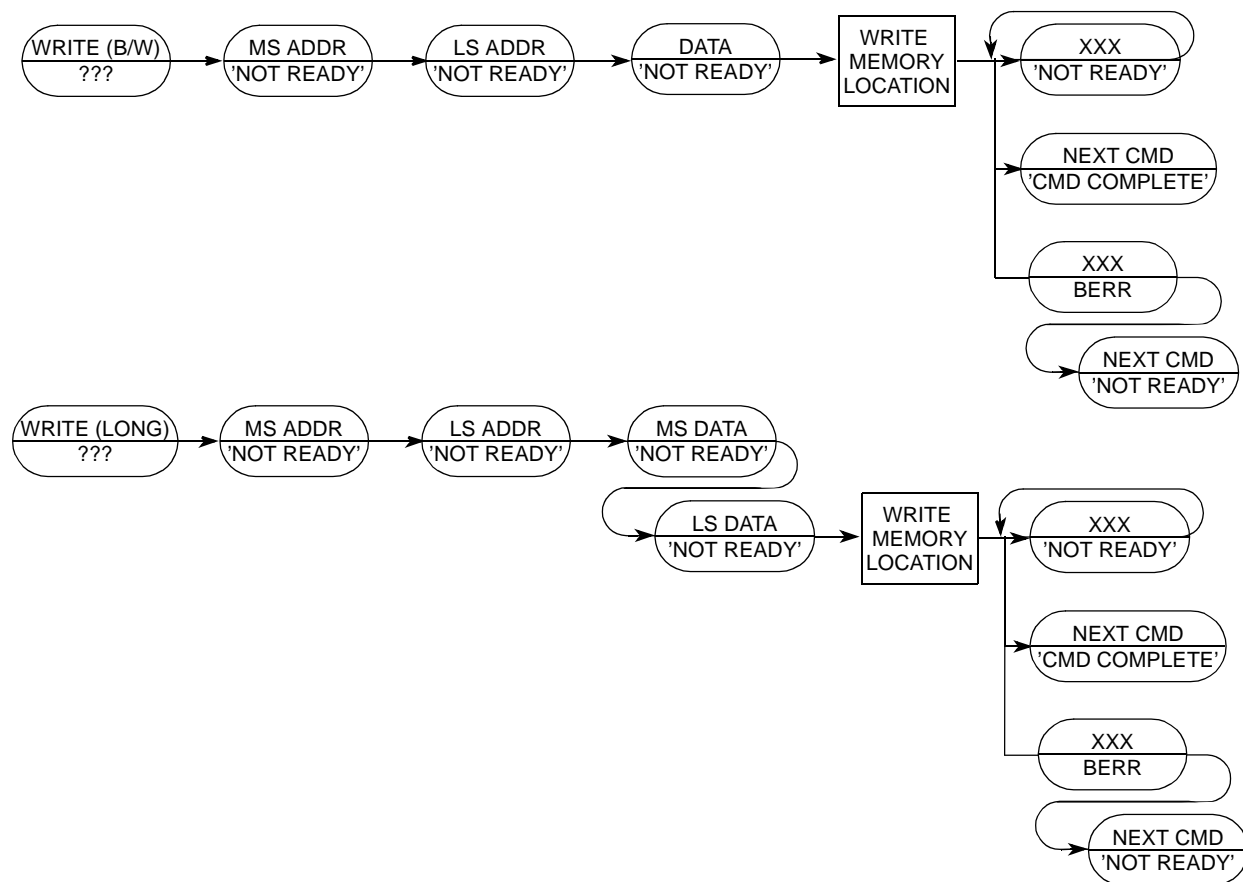 WRITE (B/W)
???
MS ADDR
'NOT READY'
LS ADDR
'NOT READY'
DATA
'NOT READY'
WRITE
MEMORY
LOCATION
XXX
'NOT READY'
NEXT CMD
'CMD COMPLETE'
XXX
BERR
NEXT CMD
'NOT READY'
WRITE (LONG)
???
MS ADDR
'NOT READY'
LS ADDR
'NOT READY'
MS DATA
'NOT READY'
LS DATA
'NOT READY'
WRITE
MEMORY
LOCATION
XXX
'NOT READY'
NEXT CMD
'CMD COMPLETE'
XXX
BERR
NEXT CMD
'NOT READY'